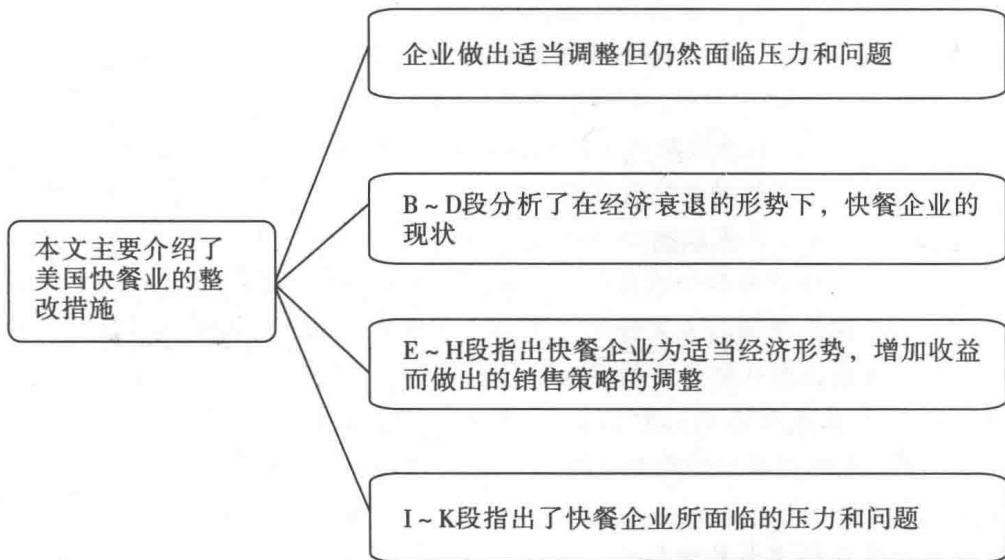 企业做出适当调整但仍然面临压力和问题
B~D段分析了在经济衰退的形势下，快餐企业的
现状
本文主要介绍了
美国快餐业的整
改措施
E~H段指出快餐企业为适当经济形势，增加收益
而做出的销售策略的调整
I~K段指出了快餐企业所面临的压力和问题